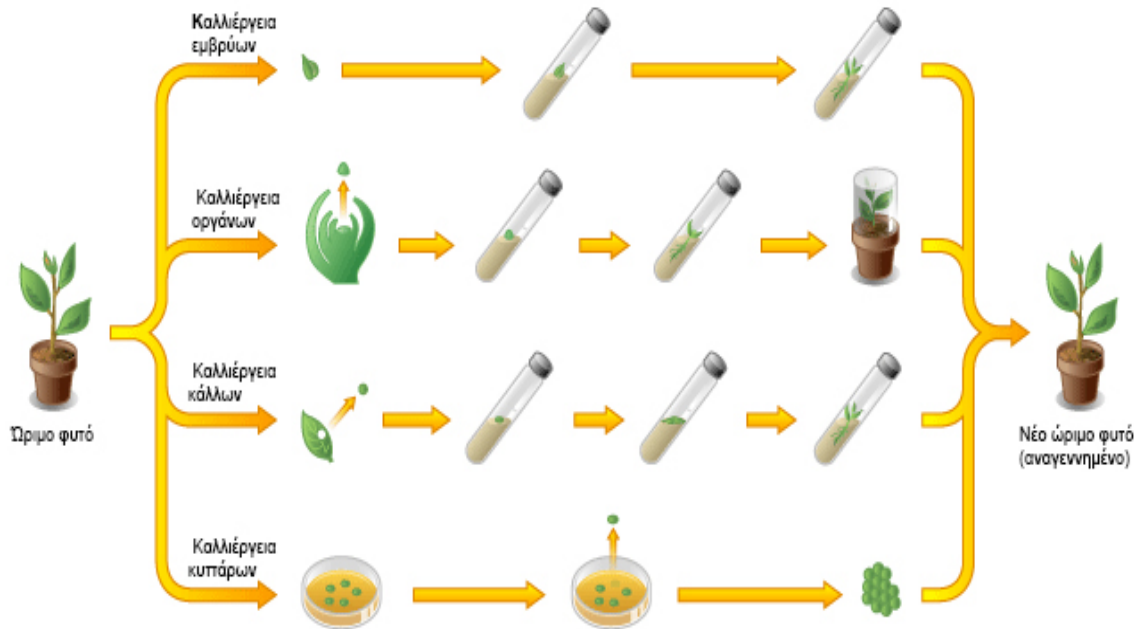 Καλλιέργεια
εμβρύων
Καλλιέργεια
οργάνων
Καλλιέργεια
κάλλων
Ώριμο φυτό
Νέο ώριμο φυτό
(αναγεννημένο)
Καλλιέργεια
κυττάρων